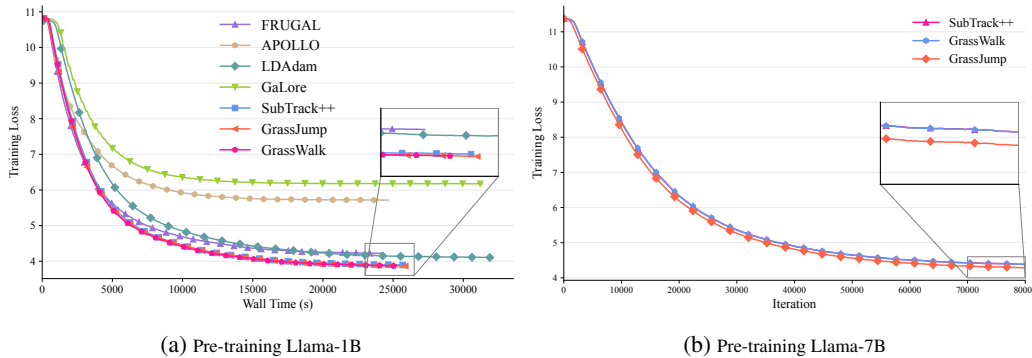 11
10
9
8
7
6
5
4
Training Loss
0
5000
10000
15000
20000
25000
30000
Wall Time (s)
FRUGAL
APOLLO
LDAdam
GaLore
SubTrack++
GrassJump
GrassWalk
(a) Pre-training Llama-1B
11
10
9
8
7
6
5
4
Training Loss
0
10000
20000
30000
40000
50000
60000
70000
80000
Iteration
SubTrack++
GrassWalk
GrassJump
(b) Pre-training Llama-7B